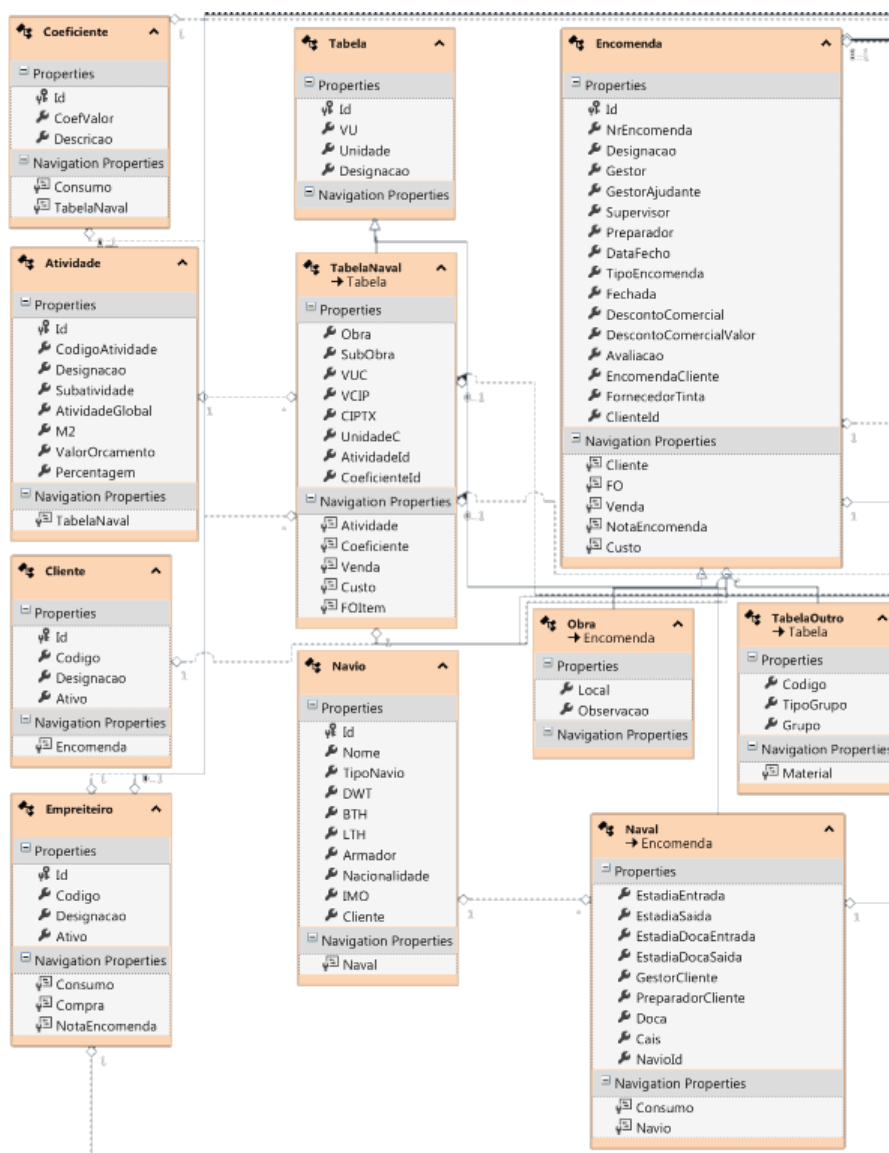 Coeficiente
Properties
Id
CoefValor
Descricao
Navigation Properties
Consumo
TabelaNaval
Tabela
Properties
Id
VU
Unidade
Designacao
Navigation Properties
Encomenda
Properties
Id
NrEncomenda
Designacao
Gestor
GestorAjudante
Supervisor
Preparador
DataFecho
TipoEncomenda
Fechada
DescontoComercial
DescontoComercialValor
Avaliacao
EncomendaCliente
FornecedorTinta
ClienteId
Navigation Properties
Cliente
FO
Venda
NotaEncomenda
Custo
Atividade
Properties
Id
CodigoAtividade
Designacao
Subatividade
AtividadeGlobal
M2
ValorOrcamento
Percentagem
Navigation Properties
TabelaNaval
TabelaNaval
Tabela
Properties
Obra
SubObra
VUC
VCIP
CIPTX
UnidadeC
AtividadeId
CoeficienteId
Navigation Properties
Atividade
Coeficiente
Venda
Custo
FOItem
Cliente
Properties
Id
Codigo
Designacao
Ativo
Navigation Properties
Encomenda
Obra
Encomenda
Properties
Local
Observacao
Navigation Properties
TabelaOutro
Tabela
Properties
Codigo
TipoGrupo
Grupo
Navigation Properties
Material
Navio
Properties
Id
Nome
TipoNavio
DWT
BTH
LTH
Armador
Nacionalidade
IMO
Cliente
Navigation Properties
Naval
Empreiteiro
Properties
Id
Codigo
Designacao
Ativo
Navigation Properties
Consumo
Compra
NotaEncomenda
Naval
Encomenda
Properties
EstadiaEntrada
EstadiaSaida
EstadiaDocaEntrada
EstadiaDocaSaida
GestorCliente
PreparadorCliente
Doca
Cais
NavioId
Navigation Properties
Consumo
Navio